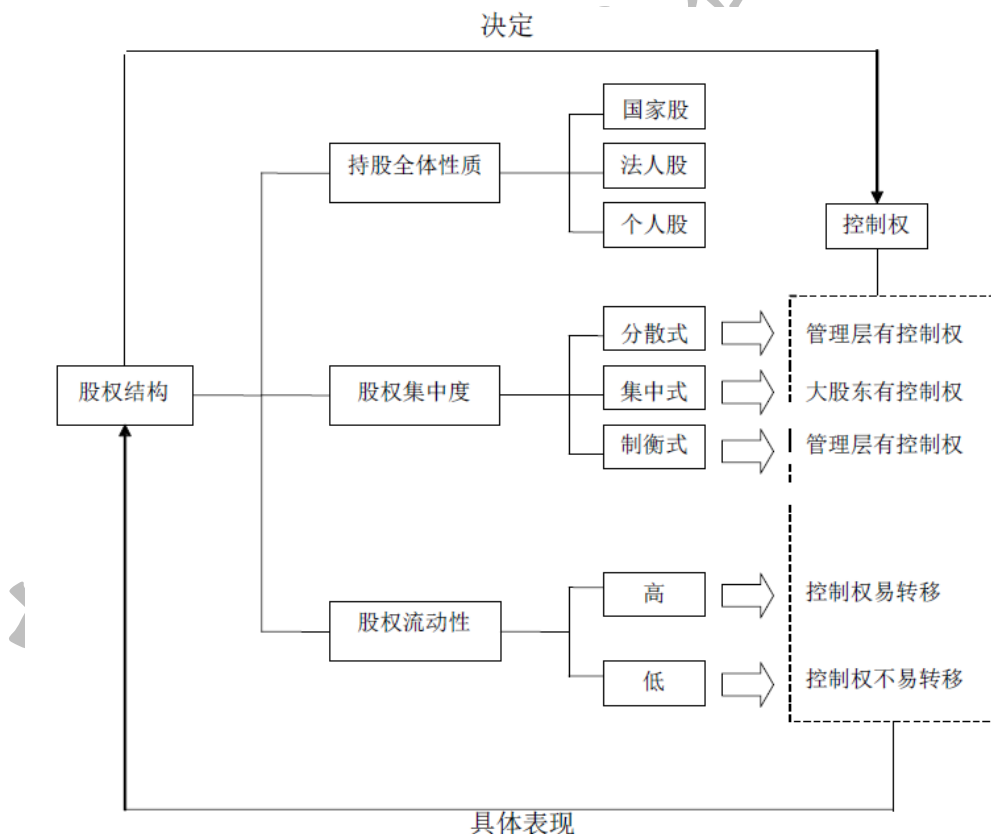 决定
国家股
持股全体性质
法人股
个人股
控制权
分散式
管理层有控制权
股权结构
股权集中度
集中式
大股东有控制权
制衡式
管理层有控制权
高
控制权易转移
股权流动性
低
控制权不易转移
具体表现